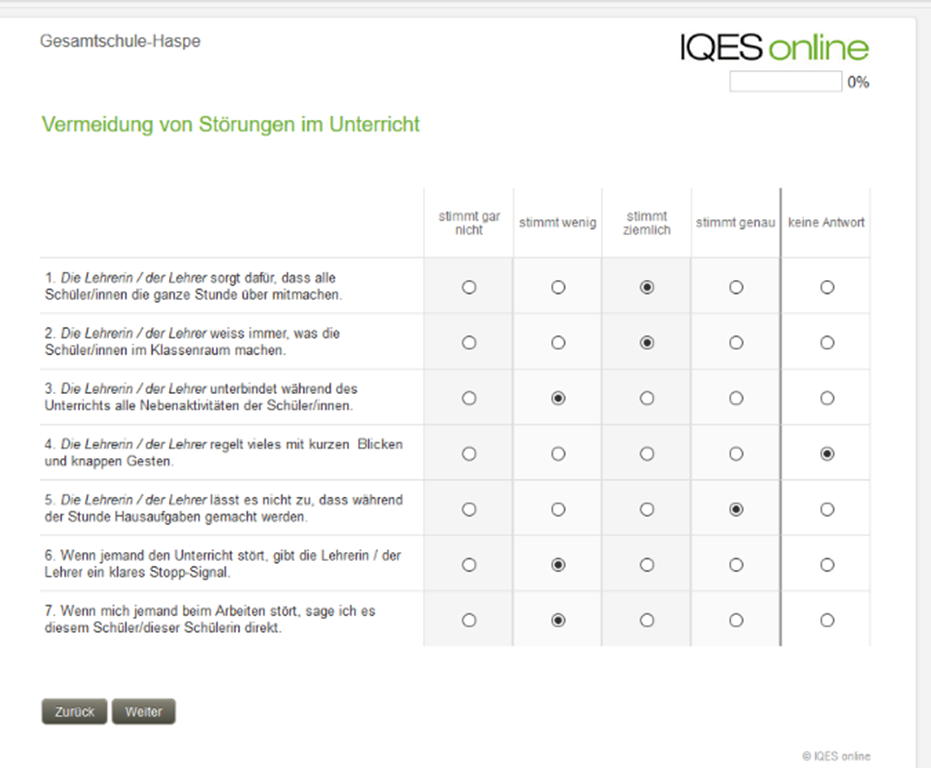 Gesamtschule-Haspe
IQES online
0%
Vermeidung von Störungen im Unterricht
stimmt gar
nicht
stimmt wenig
stimmt
ziemlich
stimmt genau
keine Antwort
1. Die Lehrerin / der Lehrer sorgt dafür, dass alle
Schüler/innen die ganze Stunde über mitmachen.
2. Die Lehrerin / der Lehrer weiss immer, was die
Schüler/innen im Klassenraum machen.
3. Die Lehrerin / der Lehrer unterbindet während des
Unterrichts alle Nebenaktivitäten der Schüler/innen.
4. Die Lehrerin / der Lehrer regelt vieles mit kurzen Blicken
und knappen Gesten.
5. Die Lehrerin / der Lehrer lässt es nicht zu, dass während
der Stunde Hausaufgaben gemacht werden.
6. Wenn jemand den Unterricht stört, gibt die Lehrerin / der
Lehrer ein klares Stopp-Signal.
7. Wenn mich jemand beim Arbeiten stört, sage ich es
diesem Schüler/dieser Schülerin direkt.
Zurück
Weiter
© IQES online